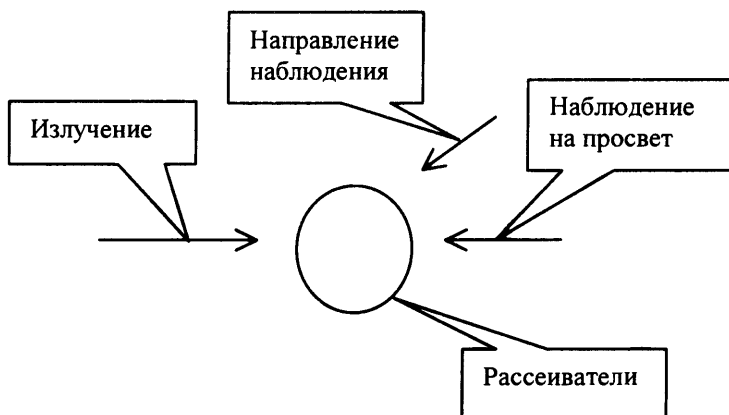 Направление
наблюдения
Излучение
Наблюдение
на просвет
Рассеиватели